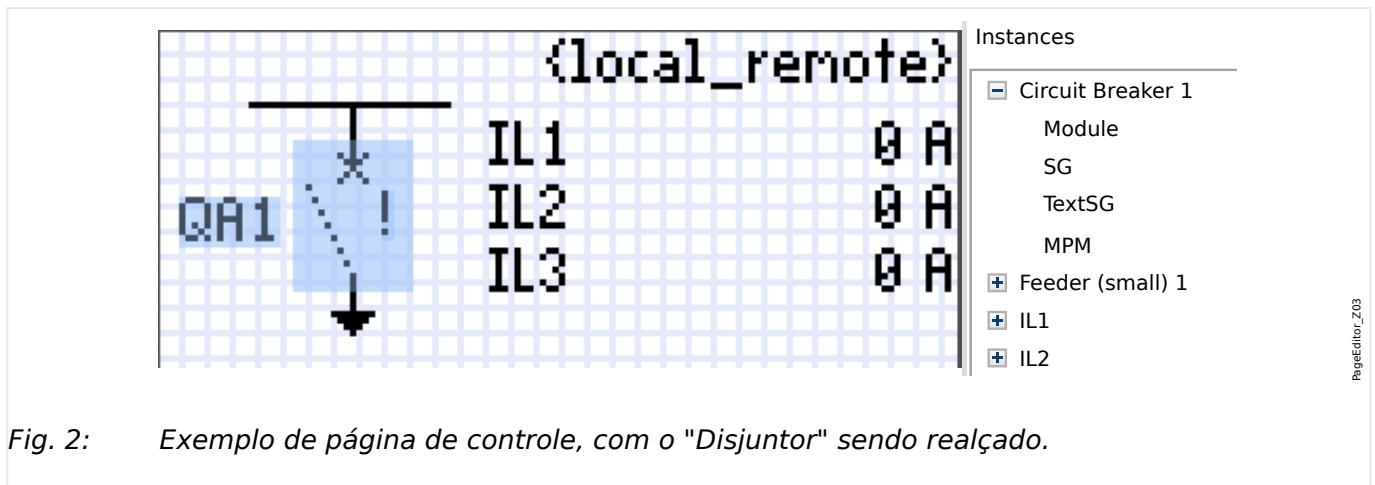 {local_remote}
IL1 0 A
QA1 !
IL2 0 A
IL3 0 A
Instances
Circuit Breaker 1
Module
SG
TextSG
MPM
Feeder (small) 1
IL1
IL2
PageEditor_Z03
Fig. 2: Exemplo de página de controle, com o "Disjuntor" sendo realçado.